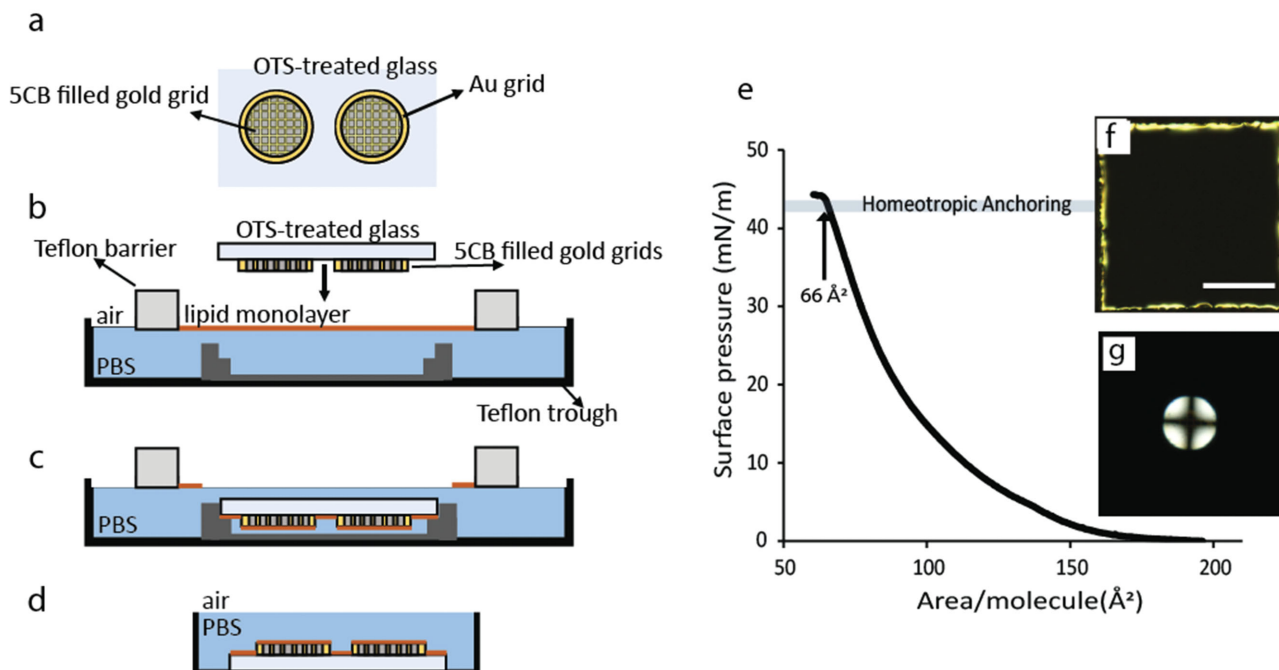 a
OTS-treated glass
5CB filled gold grid
Au grid
b
OTS-treated glass
Teflon barrier
5CB filled gold grids
air
lipid monolayer
PBS
Teflon trough
c
PBS
d
air
PBS
e
Surface pressure (mN/m)
50
40
30
20
10
0
Homeotropic Anchoring
66 Å²
50
100
150
200
Area/molecule(Å²)
f
g